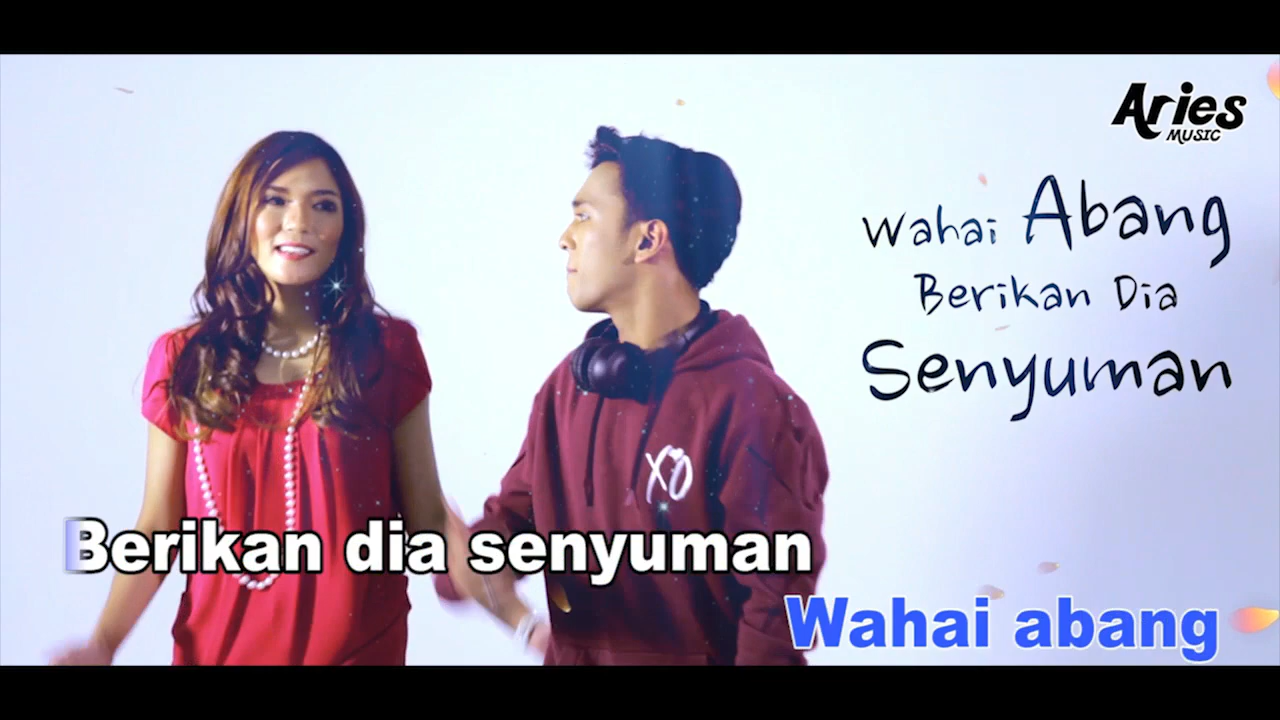 Aries
MUSIC
Wahai Abang
Berikan Dia
Senyuman
XO
Berikan dia senyuman
Wahai abang